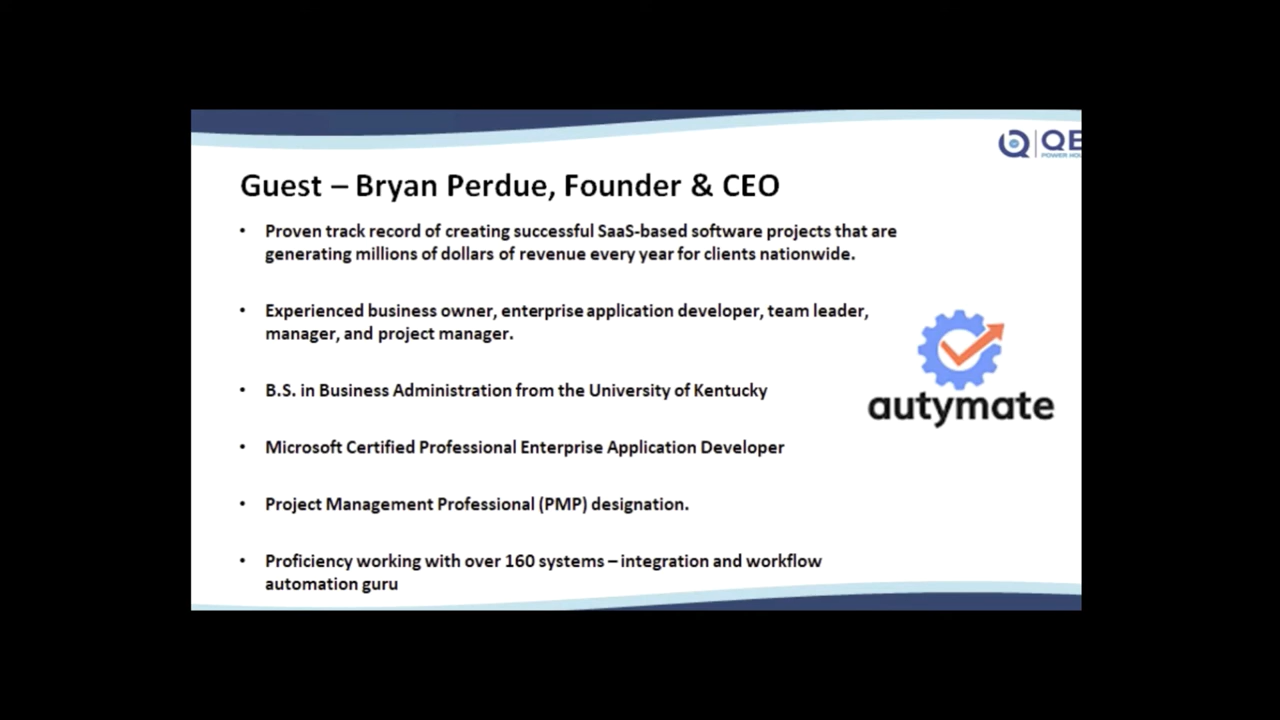 QB
POWER HOU
Guest – Bryan Perdue, Founder & CEO
• Proven track record of creating successful SaaS-based software projects that are
generating millions of dollars of revenue every year for clients nationwide.
• Experienced business owner, enterprise application developer, team leader,
manager, and project manager.
• B.S. in Business Administration from the University of Kentucky
• Microsoft Certified Professional Enterprise Application Developer
• Project Management Professional (PMP) designation.
• Proficiency working with over 160 systems – integration and workflow
automation guru
autymate